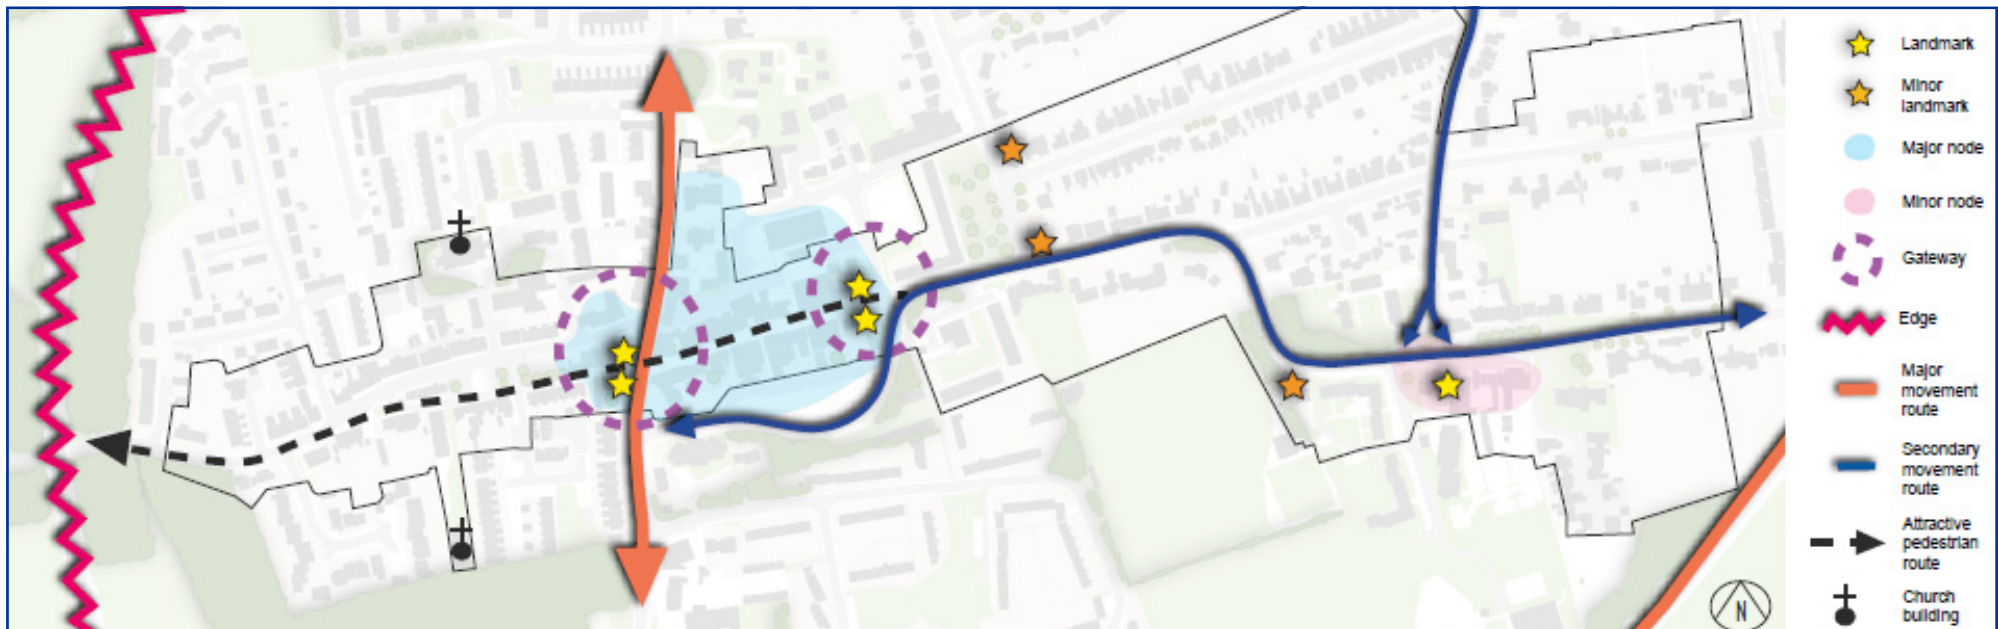 Landmark
Minor
landmark
Major node
Minor node
Gateway
Edge
Major
movement
route
Secondary
movement
route
Attractive
pedestrian
route
Church
building
N